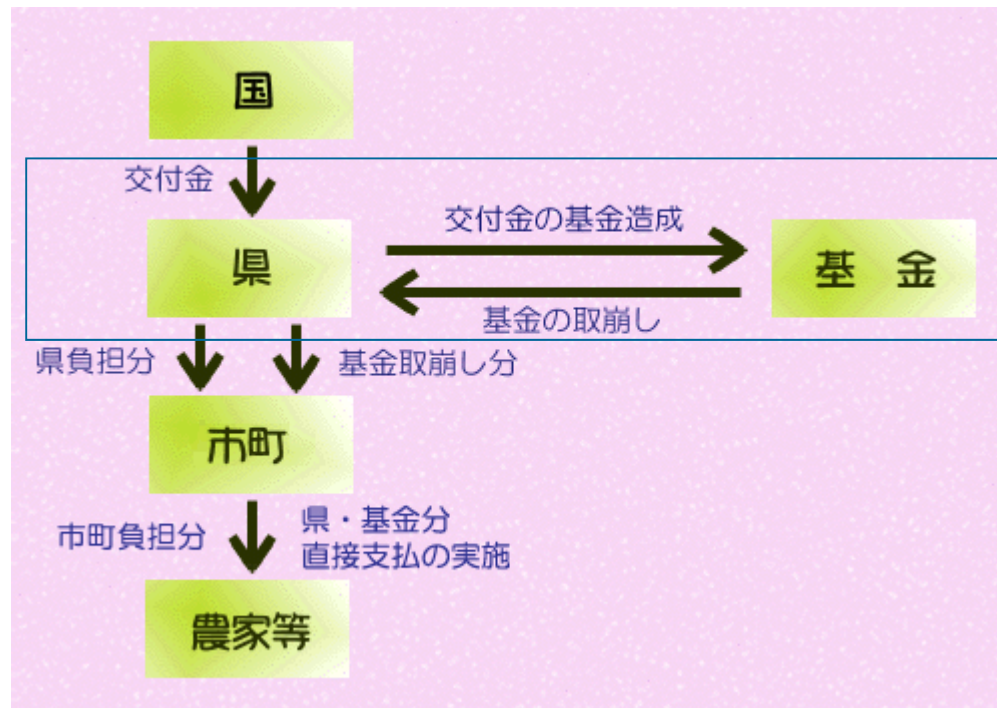 国
交付金
県
交付金の基金造成
基金の取崩し
基　金
県負担分
基金取崩し分
市町
市町負担分
県・基金分
直接支払の実施
農家等